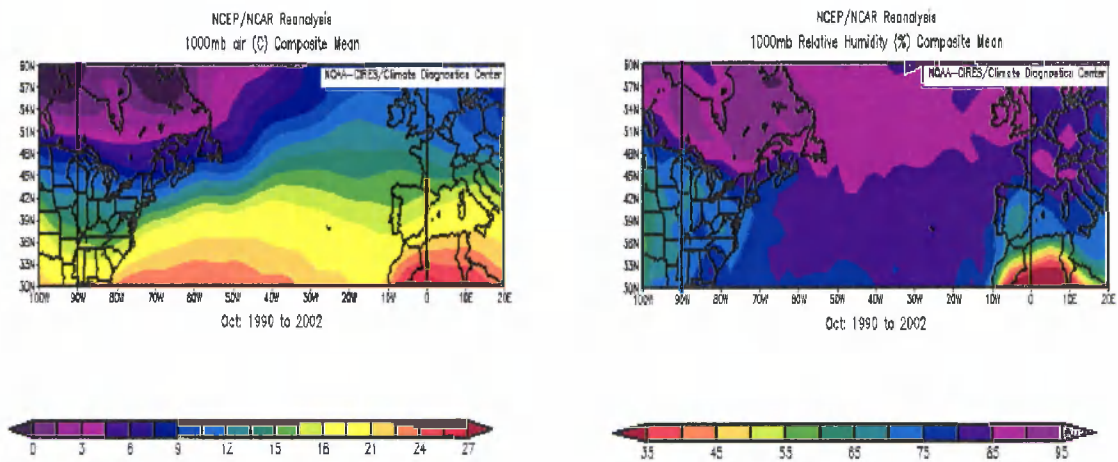 NCEP/NCAR Reanalysis
1000mb air (C) Composite Mean
NOAA-CIRES/Climate Diagnostics Center
60N
57N
54N
51N
48N
45N
42N
39N
36N
33N
30N
100W 90W 80W 70W 60W 50W 40W 30W 20W 10W 0 10E 20E
Oct: 1990 to 2002
0 3 6 9 12 15 18 21 24 27
NCEP/NCAR Reanalysis
1000mb Relative Humidity (%) Composite Mean
NOAA-CIRES/Climate Diagnostics Center
60N
57N
54N
51N
48N
45N
42N
39N
36N
33N
30N
100W 90W 80W 70W 60W 50W 40W 30W 20W 10W 0 10E 20E
Oct: 1990 to 2002
35 45 55 65 75 85 95